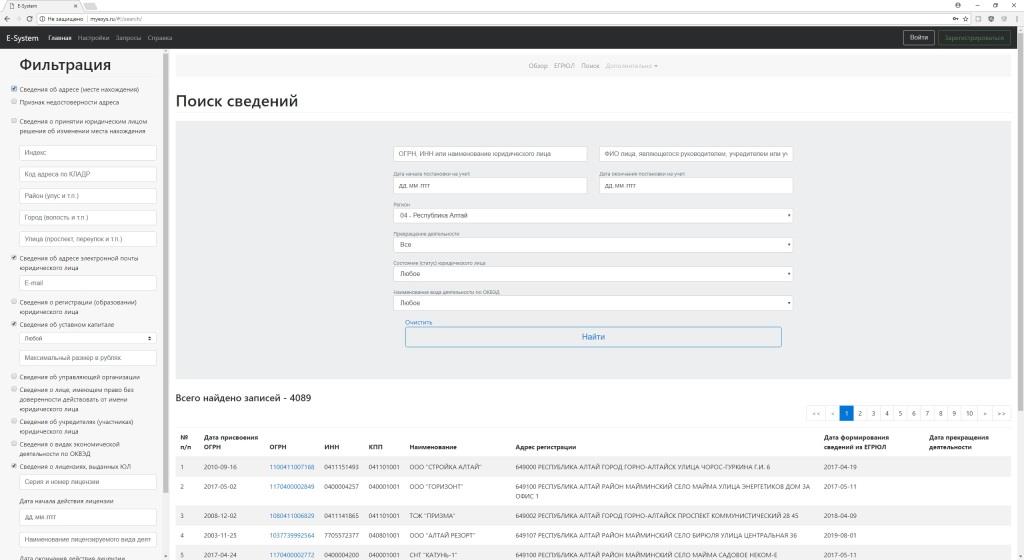 E-System
Не защищено | myesys.ru/#/search/
E-System Главная Настройки Запросы Справка Войти Зарегистрироваться
Фильтрация
Сведения об адресе (месте нахождения)
Признак недостоверности адреса
Сведения о принятии юридическим лицом
решения об изменении места нахождения
Индекс
Код адреса по КЛАДР
Район (улус и т.п.)
Город (волость и т.п.)
Улица (проспект, переулок и т.п.)
Сведения об адресе электронной почты
юридического лица
E-mail
Сведения о регистрации (образовании)
юридического лица
Сведения об уставном капитале
Любой
Максимальный размер в рублях
Сведения об управляющей организации
Сведения о лице, имеющем право без
доверенности действовать от имени
юридического лица
Сведения об учредителях (участниках)
юридического лица
Сведения о видах экономической
деятельности по ОКВЭД
Сведения о лицензиях, выданных ЮЛ
Серия и номер лицензии
Дата начала действия лицензии
дд.мм.гггг
Наименование лицензируемого вида деят
Дата окончания действия лицензии
Обзор ЕГРЮЛ Поиск Дополнительно
Поиск сведений
ОГРН, ИНН или наименование юридического лица
ФИО лица, являющегося руководителем, учредителем или уч
Дата начала постановки на учет
Дата окончания постановки на учет
дд.мм.гггг
дд.мм.гггг
Регион
04 - Республика Алтай
Прекращение деятельности
Все
Состояние (статус) юридического лица
Любое
Наименование вида деятельности по ОКВЭД
Любое
Очистить
Найти
Всего найдено записей - 4089
<< < 1 2 3 4 5 6 7 8 9 10 > >>
№ п/п Дата присвоения ОГРН ОГРН ИНН КПП Наименование Адрес регистрации Дата формирования сведений из ЕГРЮЛ Дата прекращения деятельности
1 2010-09-16 1100411007168 0411151493 041101001 ООО "СТРОЙКА АЛТАЙ" 649000 РЕСПУБЛИКА АЛТАЙ ГОРОД ГОРНО-АЛТАЙСК УЛИЦА ЧОРОС-ГУРКИНА Г.И. 6 2017-04-19
2 2017-05-02 1170400002849 0400004257 040001001 ООО "ГОРИЗОНТ" 649100 РЕСПУБЛИКА АЛТАЙ РАЙОН МАЙМИНСКИЙ СЕЛО МАЙМА УЛИЦА ЭНЕРГЕТИКОВ ДОМ 3А 2017-05-11
ОФИС 1
3 2008-12-02 1080411006829 0411141865 041101001 ТСЖ "ПРИЗМА" 649002 РЕСПУБЛИКА АЛТАЙ ГОРОД ГОРНО-АЛТАЙСК ПРОСПЕКТ КОММУНИСТИЧЕСКИЙ 28 45 2018-04-09
4 2003-11-25 1037739992564 7705572377 040801001 ООО "АЛТАЙ РЕЗОРТ" 649107 РЕСПУБЛИКА АЛТАЙ РАЙОН МАЙМИНСКИЙ СЕЛО БИРЮЛЯ УЛИЦА ЦЕНТРАЛЬНАЯ 36 2019-08-01
5 2017-04-24 1170400002772 0400004200 040001001 СНТ "КАТУНЬ-1" 649100 РЕСПУБЛИКА АЛТАЙ РАЙОН МАЙМИНСКИЙ СЕЛО МАЙМА САДОВОЕ НЕКОМ-Е 2017-05-11